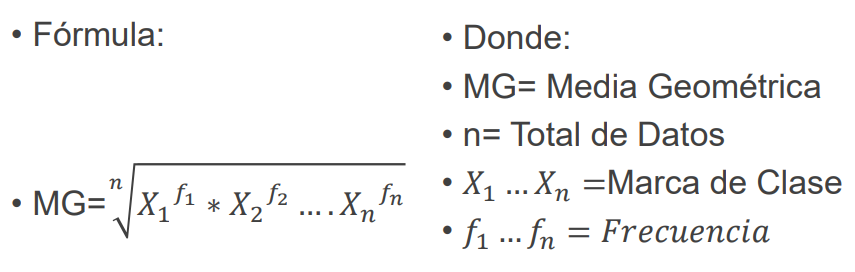 • Fórmula:
• MG=ⁿ√(X₁^f₁ * X₂^f₂ … . Xₙ^fₙ)
• Donde:
• MG= Media Geométrica
• n= Total de Datos
• X₁ … Xₙ =Marca de Clase
• f₁ … fₙ = Frecuencia